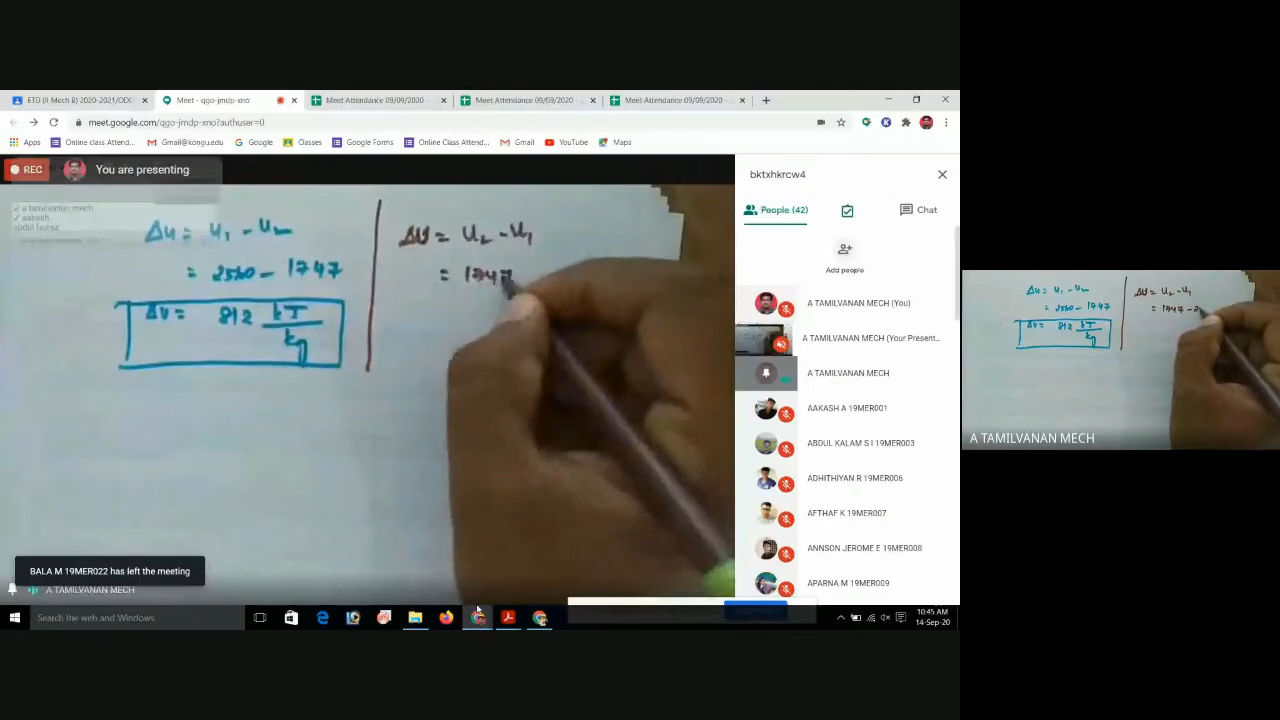 ETD (II Mech B) 2020-2021/ODD
Meet - qgo-jmdp-xno
Meet Attendance 09/09/2020 -
Meet Attendance 09/09/2020 -
Meet Attendance 09/09/2020 -
meet.google.com/qgo-jmdp-xno?authuser=0
Apps
Online class Attend...
Gmail@kongu.edu
Google
Classes
Google Forms
Online Class Attend...
Gmail
YouTube
Maps
REC
You are presenting
a tamilvanan mech
aakash
Δu = u1 - u2
= 2560 - 1747
Δu = 812 kJ/kg
ΔU = U2 - U1
= 1747
bktxhkrcw4
People (42)
Chat
Add people
A TAMILVANAN MECH (You)
A TAMILVANAN MECH (Your Present...
A TAMILVANAN MECH
AAKASH A 19MER001
ABDUL KALAM S I 19MER003
ADHITHIYAN R 19MER006
AFTHAF K 19MER007
ANNSON JEROME E 19MER008
APARNA M 19MER009
BALA M 19MER022 has left the meeting
A TAMILVANAN MECH
Search the web and Windows
10:45 AM
14-Sep-20
Δu = u1 - u2
= 2560 - 1747
Δu = 812 kJ/kg
ΔU = U2 - U1
= 1747 - 2
A TAMILVANAN MECH